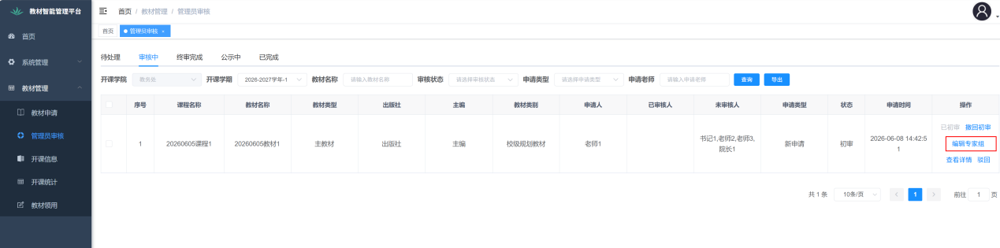 教材智能管理平台
首页 / 教材管理 / 管理员审核
首页
管理员审核 ×
首页
系统管理
教材管理
教材申请
管理员审核
开课信息
开课统计
教材领用
待处理 审核中 终审完成 公示中 已完成
开课学院 教务处 开课学期 2026-2027学年-1 教材名称 请输入教材名称 审核状态 请选择审核状态 申请类型 请选择申请类型 申请老师 请输入申请老师 查询 导出
序号 课程名称 教材名称 教材类型 出版社 主编 教材类别 申请人 已审核人 未审核人 申请类型 状态 申请时间 操作
1 20260605课程1 20260605教材1 主教材 出版社 主编 校级规划教材 老师1 书记1,老师2,老师3,
院长1 新申请 初审 2026-06-08 14:42:5
1 已初审 撤回初审
编辑专家组
查看详情 驳回
共 1 条 10条/页 < 1 > 前往 1 页